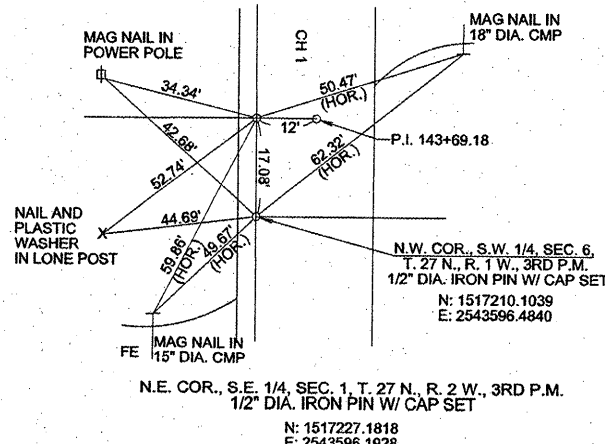 MAG NAIL IN
POWER POLE
CH 1
MAG NAIL IN
18" DIA. CMP
34.34'
50.47'
(HOR.)
12'
P.I. 143+69.18
42.68'
62.32'
(HOR.)
52.74'
17.08'
NAIL AND
PLASTIC
WASHER
IN LONE POST
X
44.69'
59.86'
(HOR.)
49.67'
(HOR.)
N.W. COR., S.W. 1/4, SEC. 6,
T. 27 N., R. 1 W., 3RD P.M.
1/2" DIA. IRON PIN W/ CAP SET
N: 1517210.1039
E: 2543596.4840
FE
MAG NAIL IN
15" DIA. CMP
N.E. COR., S.E. 1/4, SEC. 1, T. 27 N., R. 2 W., 3RD P.M.
1/2" DIA. IRON PIN W/ CAP SET
N: 1517227.1818
E: 2543596.1928